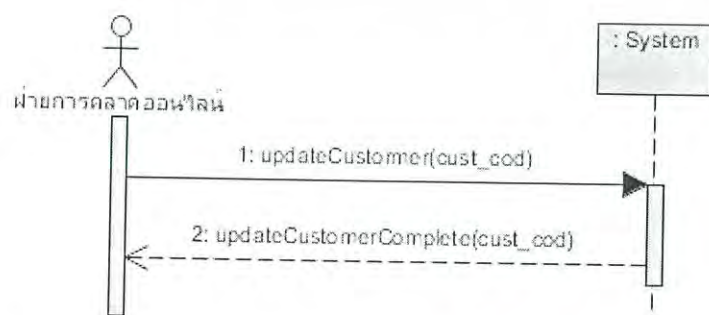 : System
ฝ่ายการตลาดออนไลน์
1: updateCustormer(cust_cod)
2: updateCustomerComplete(cust_cod)